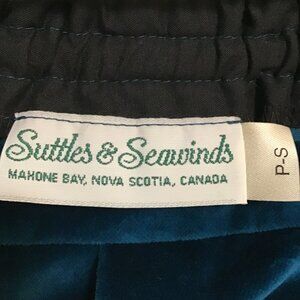 Suttles & Seawinds
MAHONE BAY, NOVA SCOTIA, CANADA
P-S